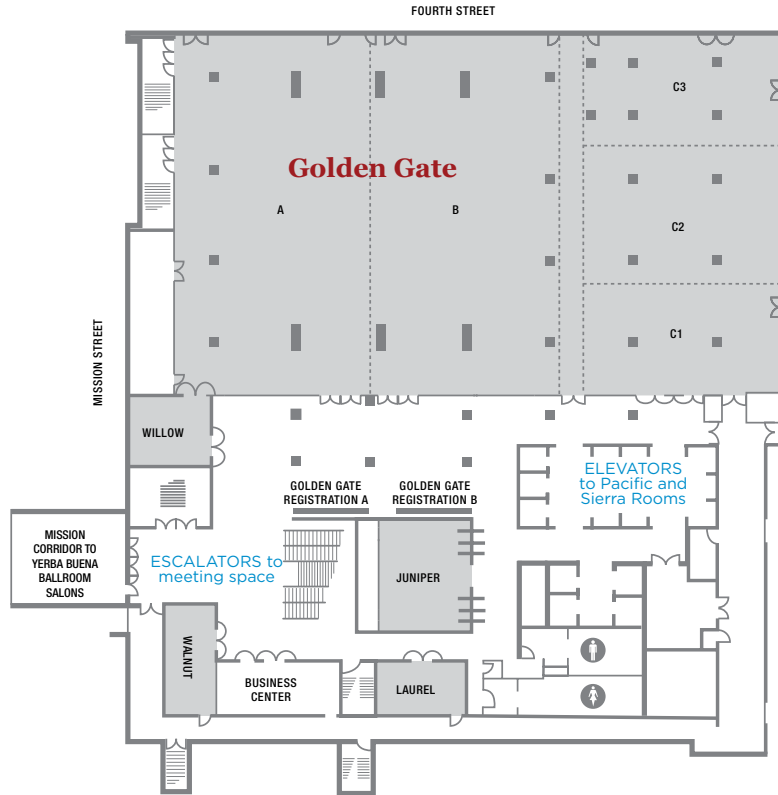 FOURTH STREET
C3
Golden Gate
A
B
C2
C1
MISSION STREET
WILLOW
ELEVATORS
to Pacific and
Sierra Rooms
GOLDEN GATE
REGISTRATION A
GOLDEN GATE
REGISTRATION B
MISSION
CORRIDOR TO
YERBA BUENA
BALLROOM
SALONS
ESCALATORS to
meeting space
JUNIPER
WALNUT
BUSINESS
CENTER
LAUREL